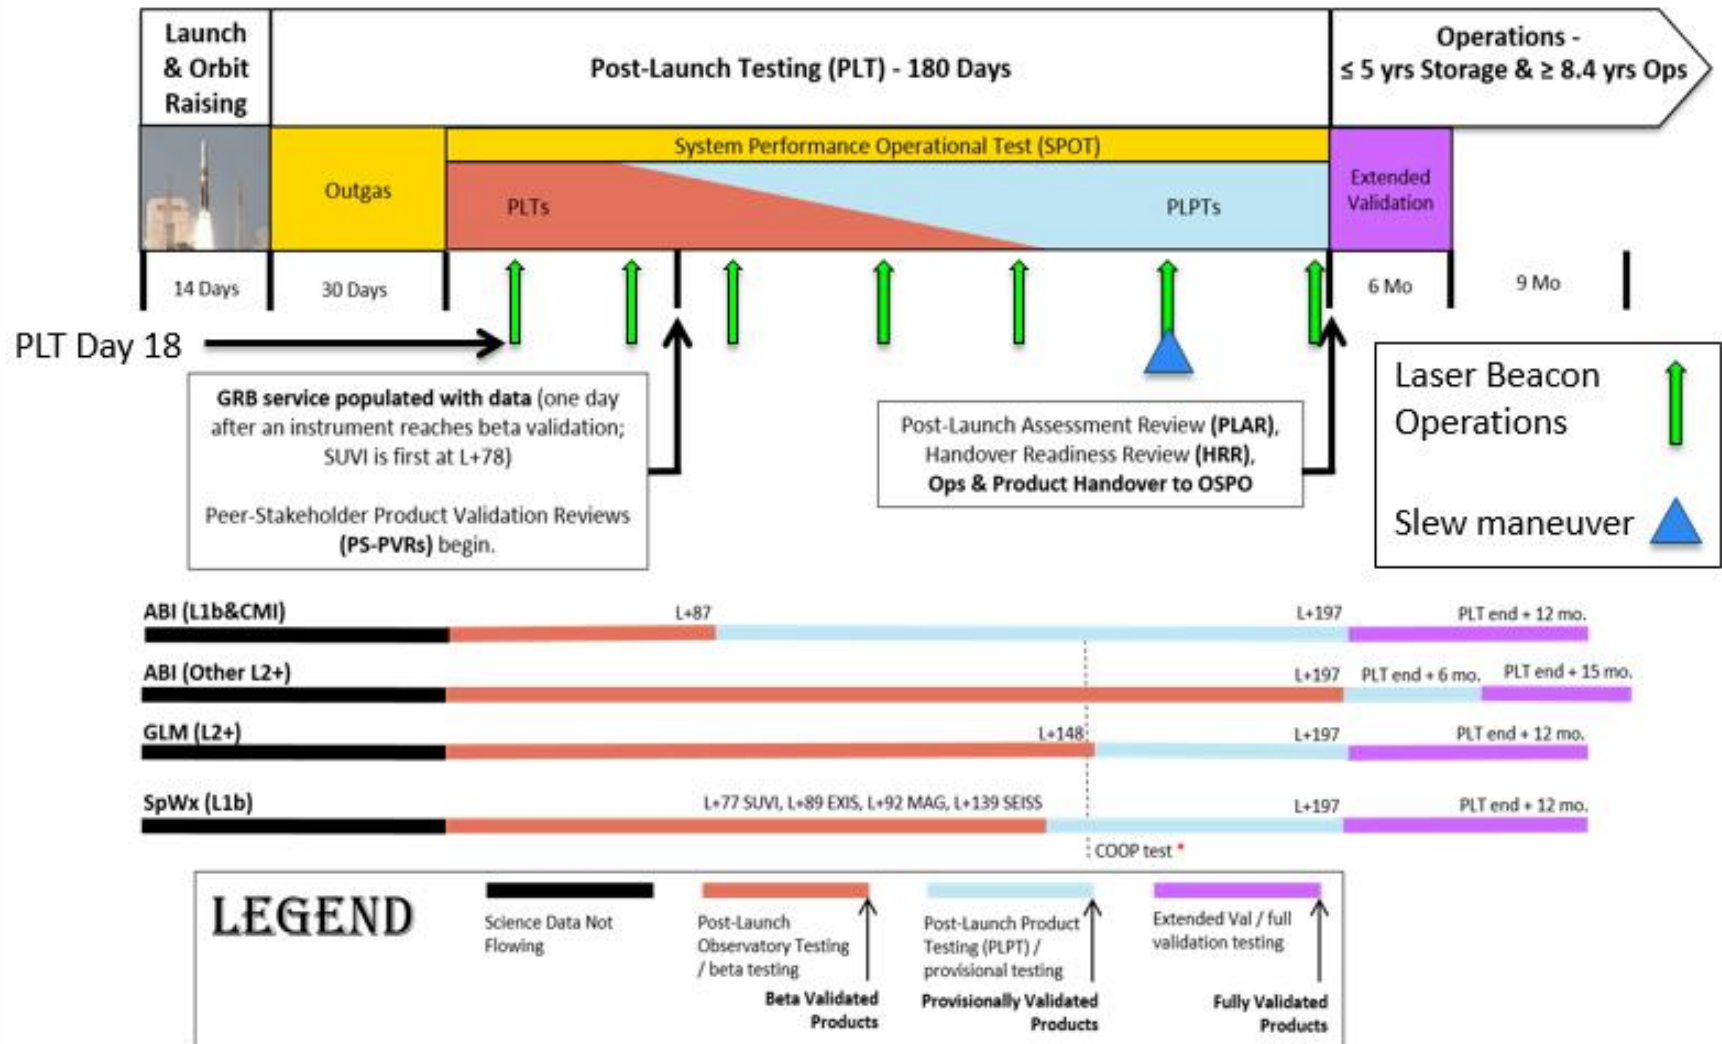 Launch
& Orbit
Raising
Post-Launch Testing (PLT) - 180 Days
Operations -
≤ 5 yrs Storage & ≥ 8.4 yrs Ops
System Performance Operational Test (SPOT)
Outgas
PLTs
PLPTs
Extended
Validation
14 Days
30 Days
6 Mo
9 Mo
PLT Day 18
GRB service populated with data (one day
after an instrument reaches beta validation;
SUVI is first at L+78)
Peer-Stakeholder Product Validation Reviews
(PS-PVRs) begin.
Post-Launch Assessment Review (PLAR),
Handover Readiness Review (HRR),
Ops & Product Handover to OSPO
Laser Beacon
Operations
Slew maneuver
ABI (L1b&CMI)
L+87
L+197
PLT end + 12 mo.
ABI (Other L2+)
L+197
PLT end + 6 mo.
PLT end + 15 mo.
GLM (L2+)
L+148
L+197
PLT end + 12 mo.
SpWx (L1b)
L+77 SUVI, L+89 EXIS, L+92 MAG, L+139 SEISS
L+197
PLT end + 12 mo.
COOP test *
LEGEND
Science Data Not
Flowing
Post-Launch
Observatory Testing
/ beta testing
Beta Validated
Products
Post-Launch Product
Testing (PLPT) /
provisional testing
Provisionally Validated
Products
Extended Val / full
validation testing
Fully Validated
Products